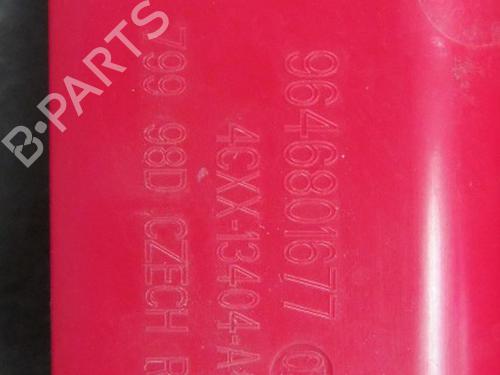 9646801677
4CXX-13404-A
799 98D CZECH R
B-PARTS